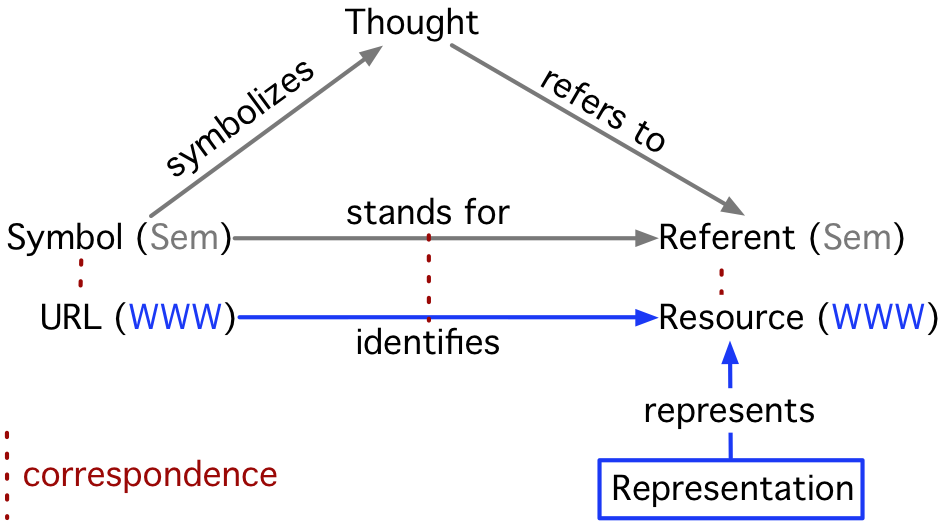 Thought
symbolizes
refers to
stands for
Symbol (Sem)
Referent (Sem)
URL (WWW)
Resource (WWW)
identifies
represents
correspondence
Representation